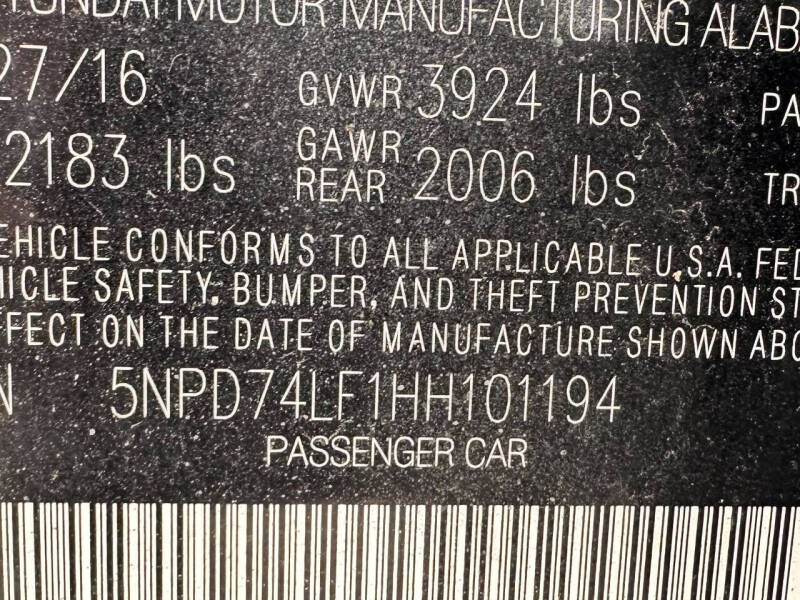 HYUNDAI MOTOR MANUFACTURING ALAB
27/16 GVWR 3924 lbs PA
2183 lbs GAWR REAR 2006 lbs TR
EHICLE CONFORMS TO ALL APPLICABLE U.S.A. FED
HICLE SAFETY, BUMPER, AND THEFT PREVENTION ST
FFECT ON THE DATE OF MANUFACTURE SHOWN ABO
N 5NPD74LF1HH101194
PASSENGER CAR